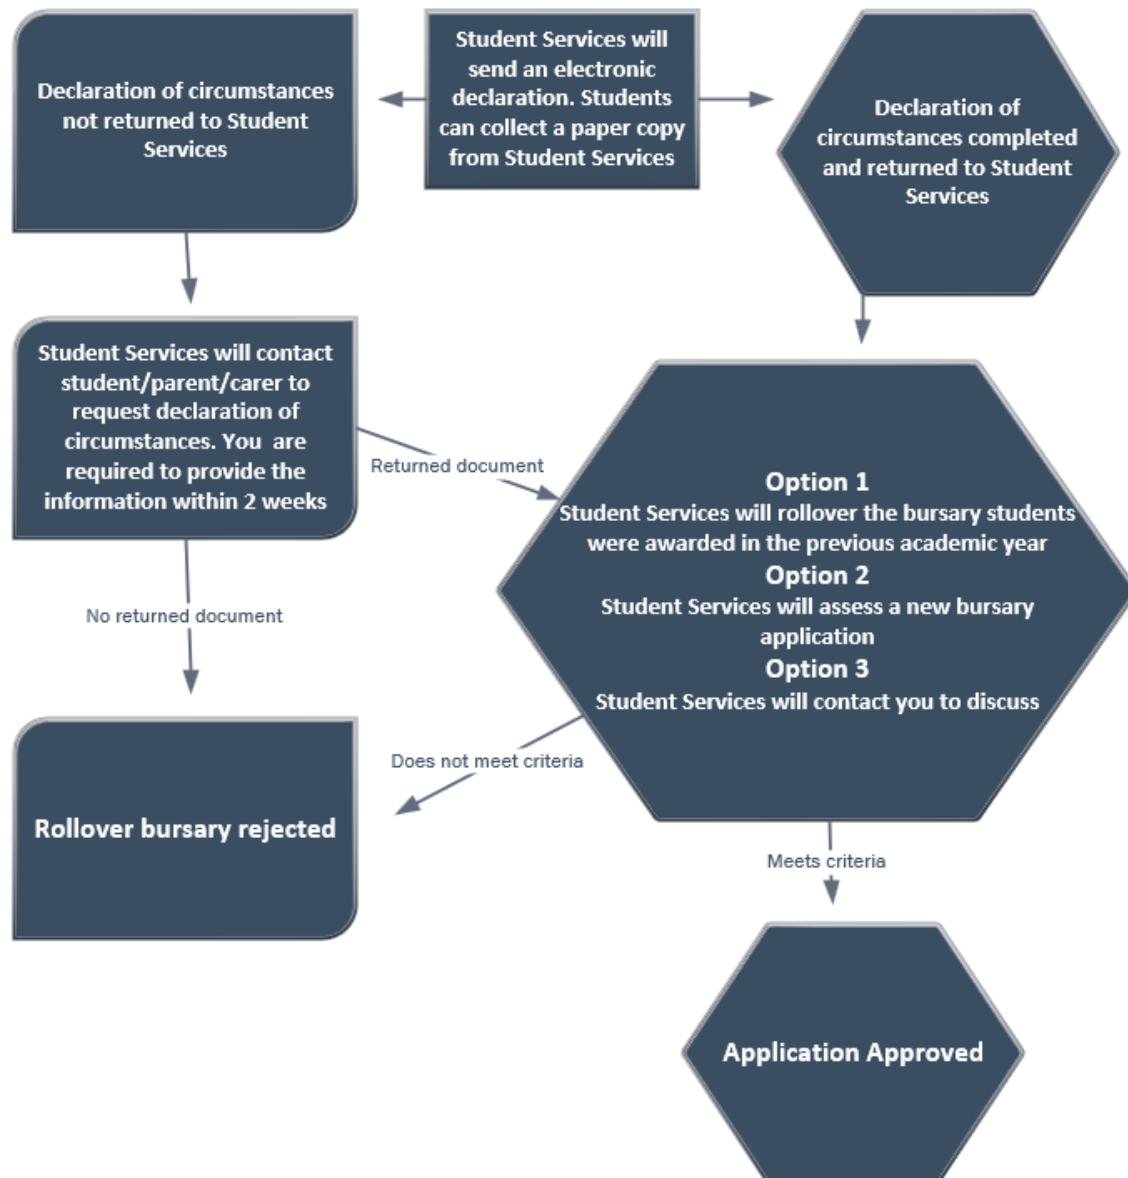 Declaration of circumstances
not returned to Student
Services
Student Services will
send an electronic
declaration. Students
can collect a paper copy
from Student Services
Declaration of
circumstances completed
and returned to Student
Services
Student Services will contact
student/parent/carer to
request declaration of
circumstances. You are
required to provide the
information within 2 weeks
Returned document
Option 1
Student Services will rollover the bursary students
were awarded in the previous academic year
Option 2
Student Services will assess a new bursary
application
Option 3
Student Services will contact you to discuss
No returned document
Does not meet criteria
Rollover bursary rejected
Meets criteria
Application Approved